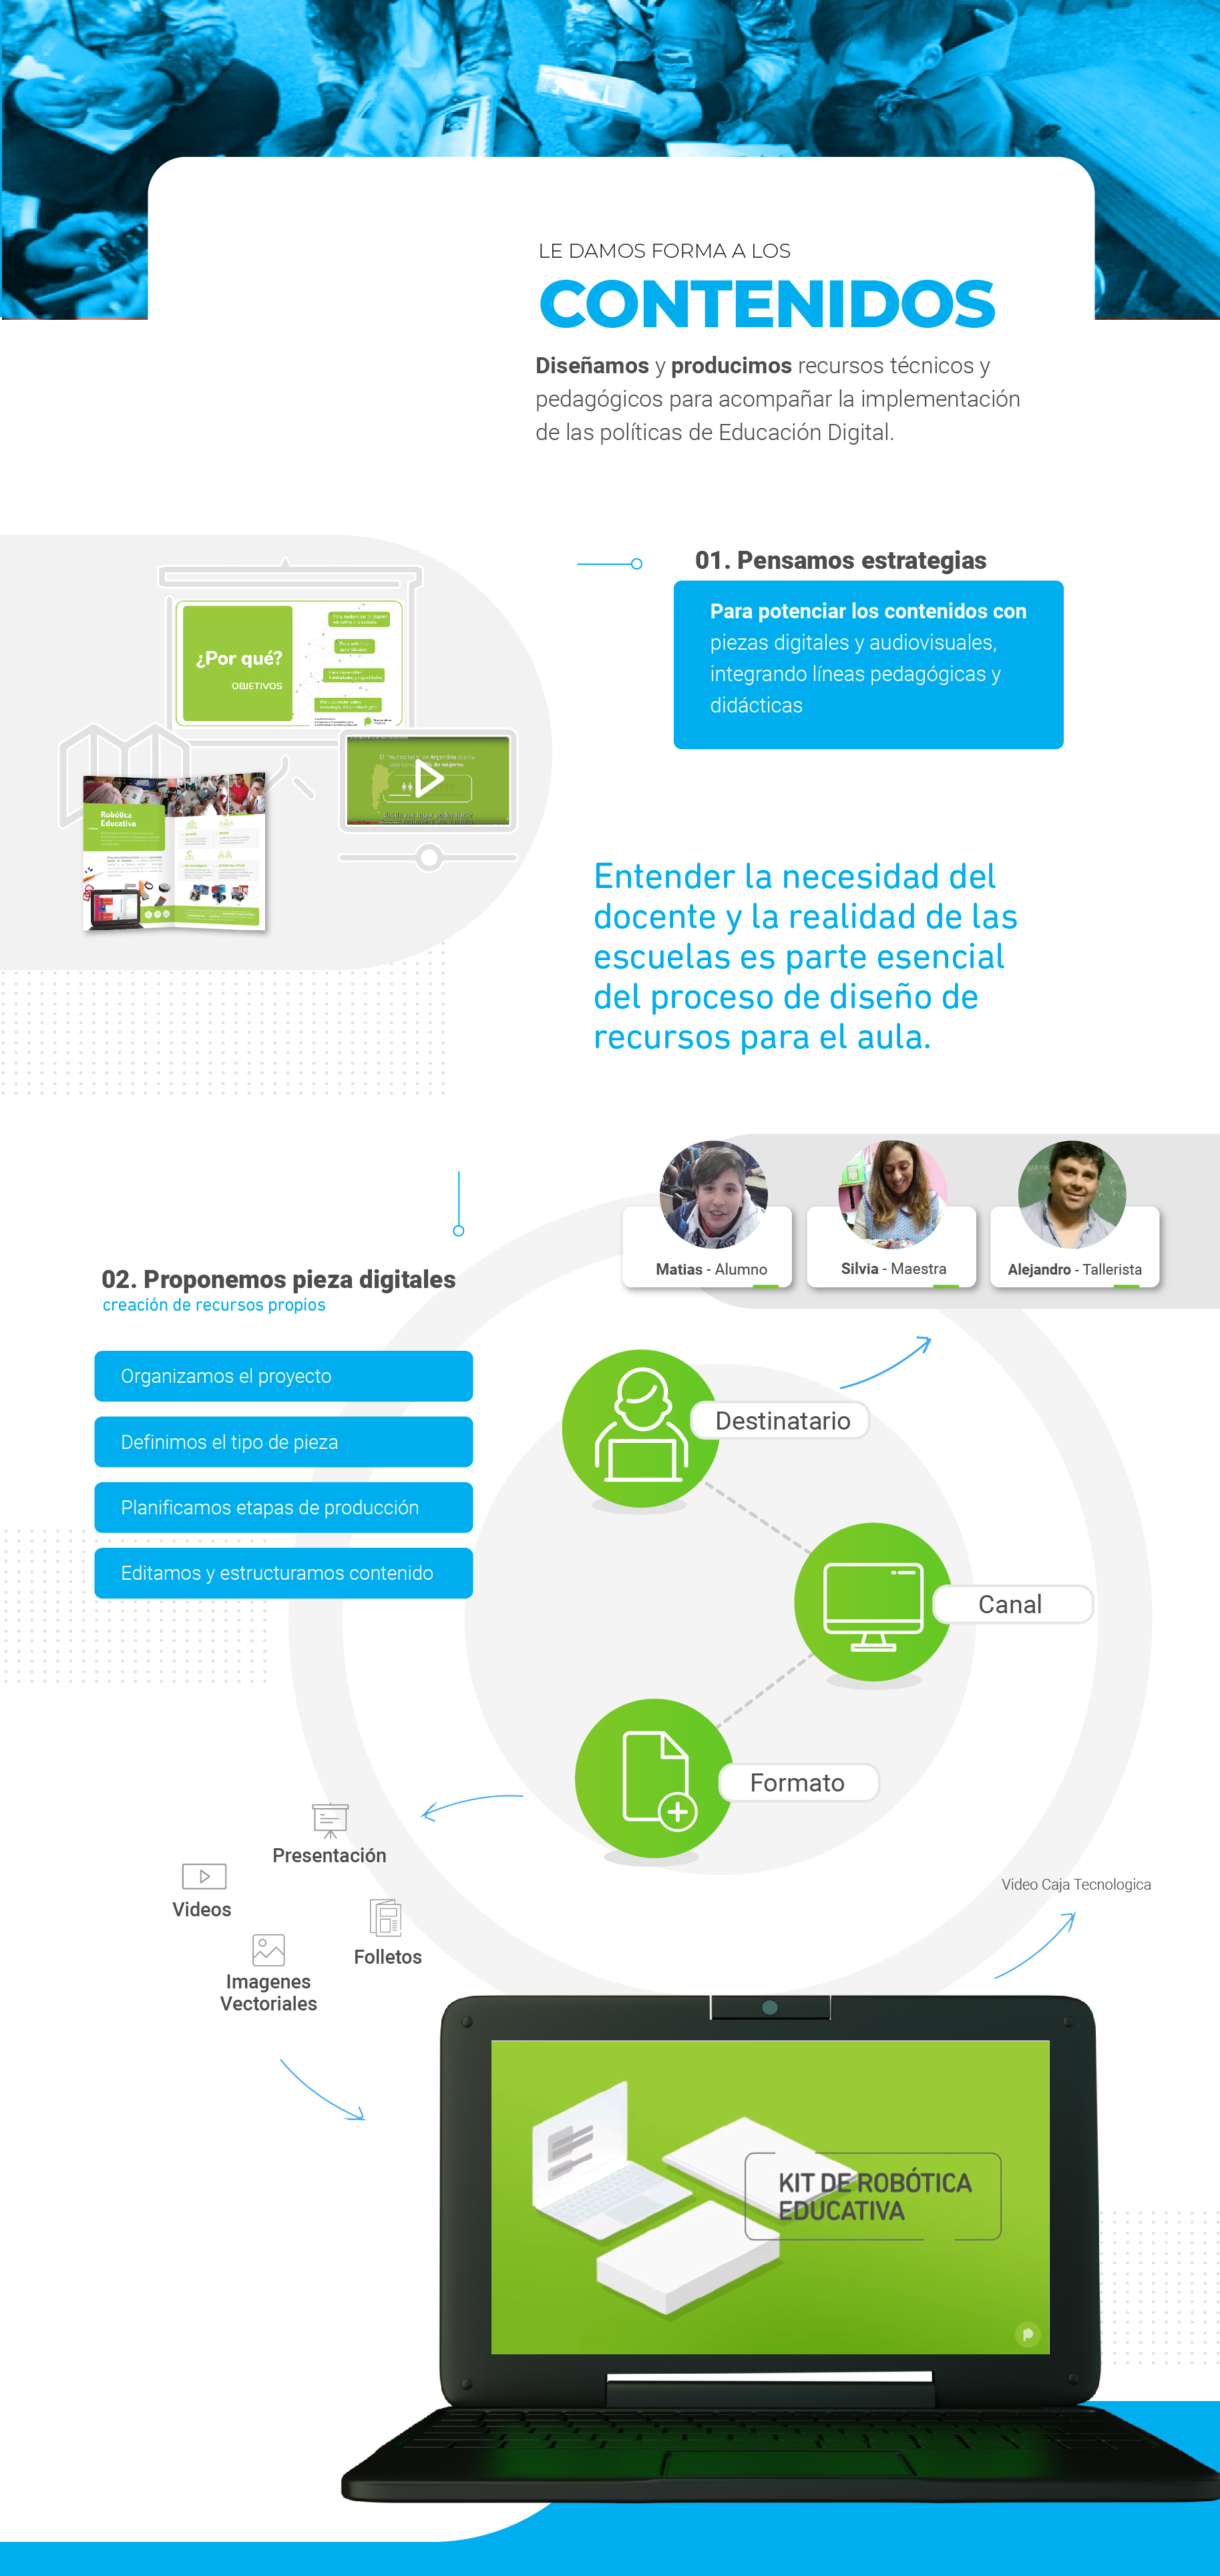 LE DAMOS FORMA A LOS
CONTENIDOS
Diseñamos y producimos recursos técnicos y
pedagógicos para acompañar la implementación
de las políticas de Educación Digital.
01. Pensamos estrategias
Para potenciar los contenidos con
piezas digitales y audiovisuales,
integrando líneas pedagógicas y
didácticas
¿Por qué?
OBJETIVOS
Robótica
Educativa
Entender la necesidad del
docente y la realidad de las
escuelas es parte esencial
del proceso de diseño de
recursos para el aula.
Matias - Alumno
Silvia - Maestra
Alejandro - Tallerista
02. Proponemos pieza digitales
creación de recursos propios
Organizamos el proyecto
Definimos el tipo de pieza
Planificamos etapas de producción
Editamos y estructuramos contenido
Destinatario
Canal
Formato
Presentación
Videos
Folletos
Imagenes
Vectoriales
Video Caja Tecnologica
KIT DE ROBÓTICA
EDUCATIVA